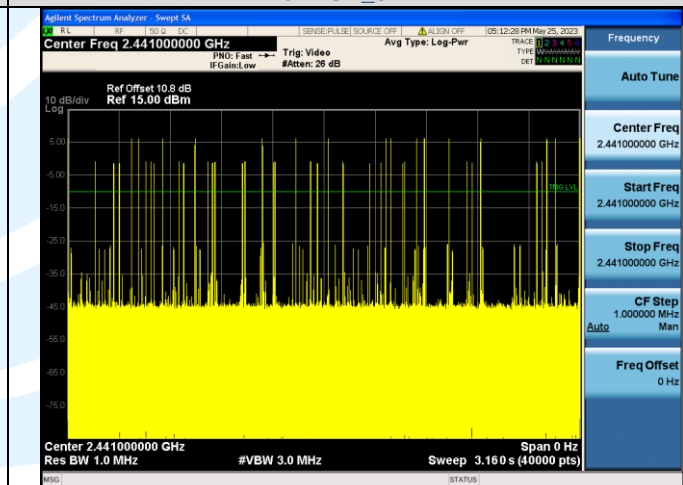 Agilent Spectrum Analyzer - Swept SA
RL RF 50 Ω DC SENSE:PULSE SOURCE OFF ALIGN OFF 05:12:28 PM May 25, 2023
Center Freq 2.441000000 GHz
PNO: Fast
IFGain:Low
Trig: Video
#Atten: 26 dB
Avg Type: Log-Pwr
TRACE 1 2 3 4 5 6
TYPE
DET N N N N N N
Ref Offset 10.8 dB
10 dB/div Ref 15.00 dBm
Log
5.00
-5.00
TRIG LVL
-15.0
-25.0
-35.0
-45.0
-55.0
-65.0
-75.0
Center 2.441000000 GHz Span 0 Hz
Res BW 1.0 MHz #VBW 3.0 MHz Sweep 3.160 s (40000 pts)
MSG STATUS
Frequency
Auto Tune
Center Freq
2.441000000 GHz
Start Freq
2.441000000 GHz
Stop Freq
2.441000000 GHz
CF Step
1.000000 MHz
Auto Man
Freq Offset
0 Hz